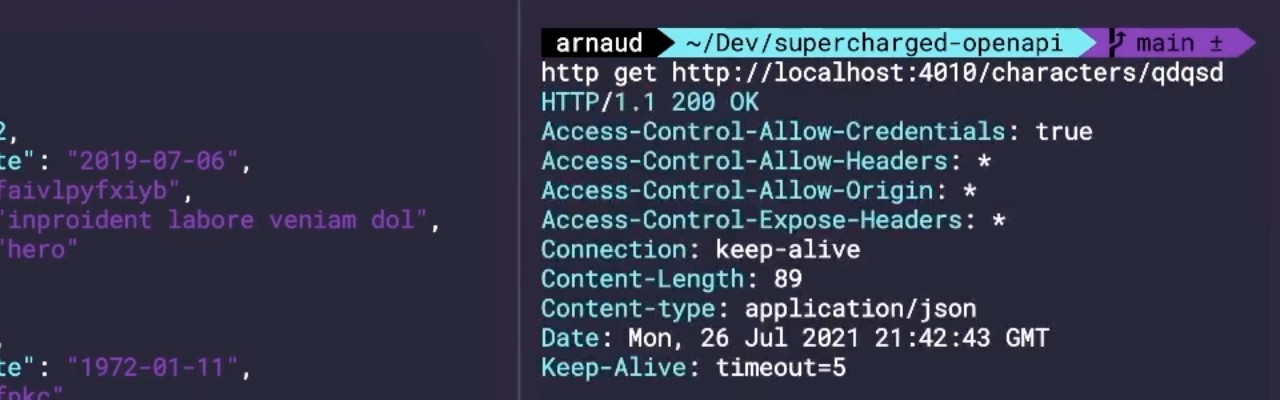 2,
te": "2019-07-06",
faivlpyfxiyb",
"inproident labore veniam dol",
"hero"
,
te": "1972-01-11",
arnaud ~/Dev/supercharged-openapi main ±
http get http://localhost:4010/characters/qdqsd
HTTP/1.1 200 OK
Access-Control-Allow-Credentials: true
Access-Control-Allow-Headers: *
Access-Control-Allow-Origin: *
Access-Control-Expose-Headers: *
Connection: keep-alive
Content-Length: 89
Content-type: application/json
Date: Mon, 26 Jul 2021 21:42:43 GMT
Keep-Alive: timeout=5